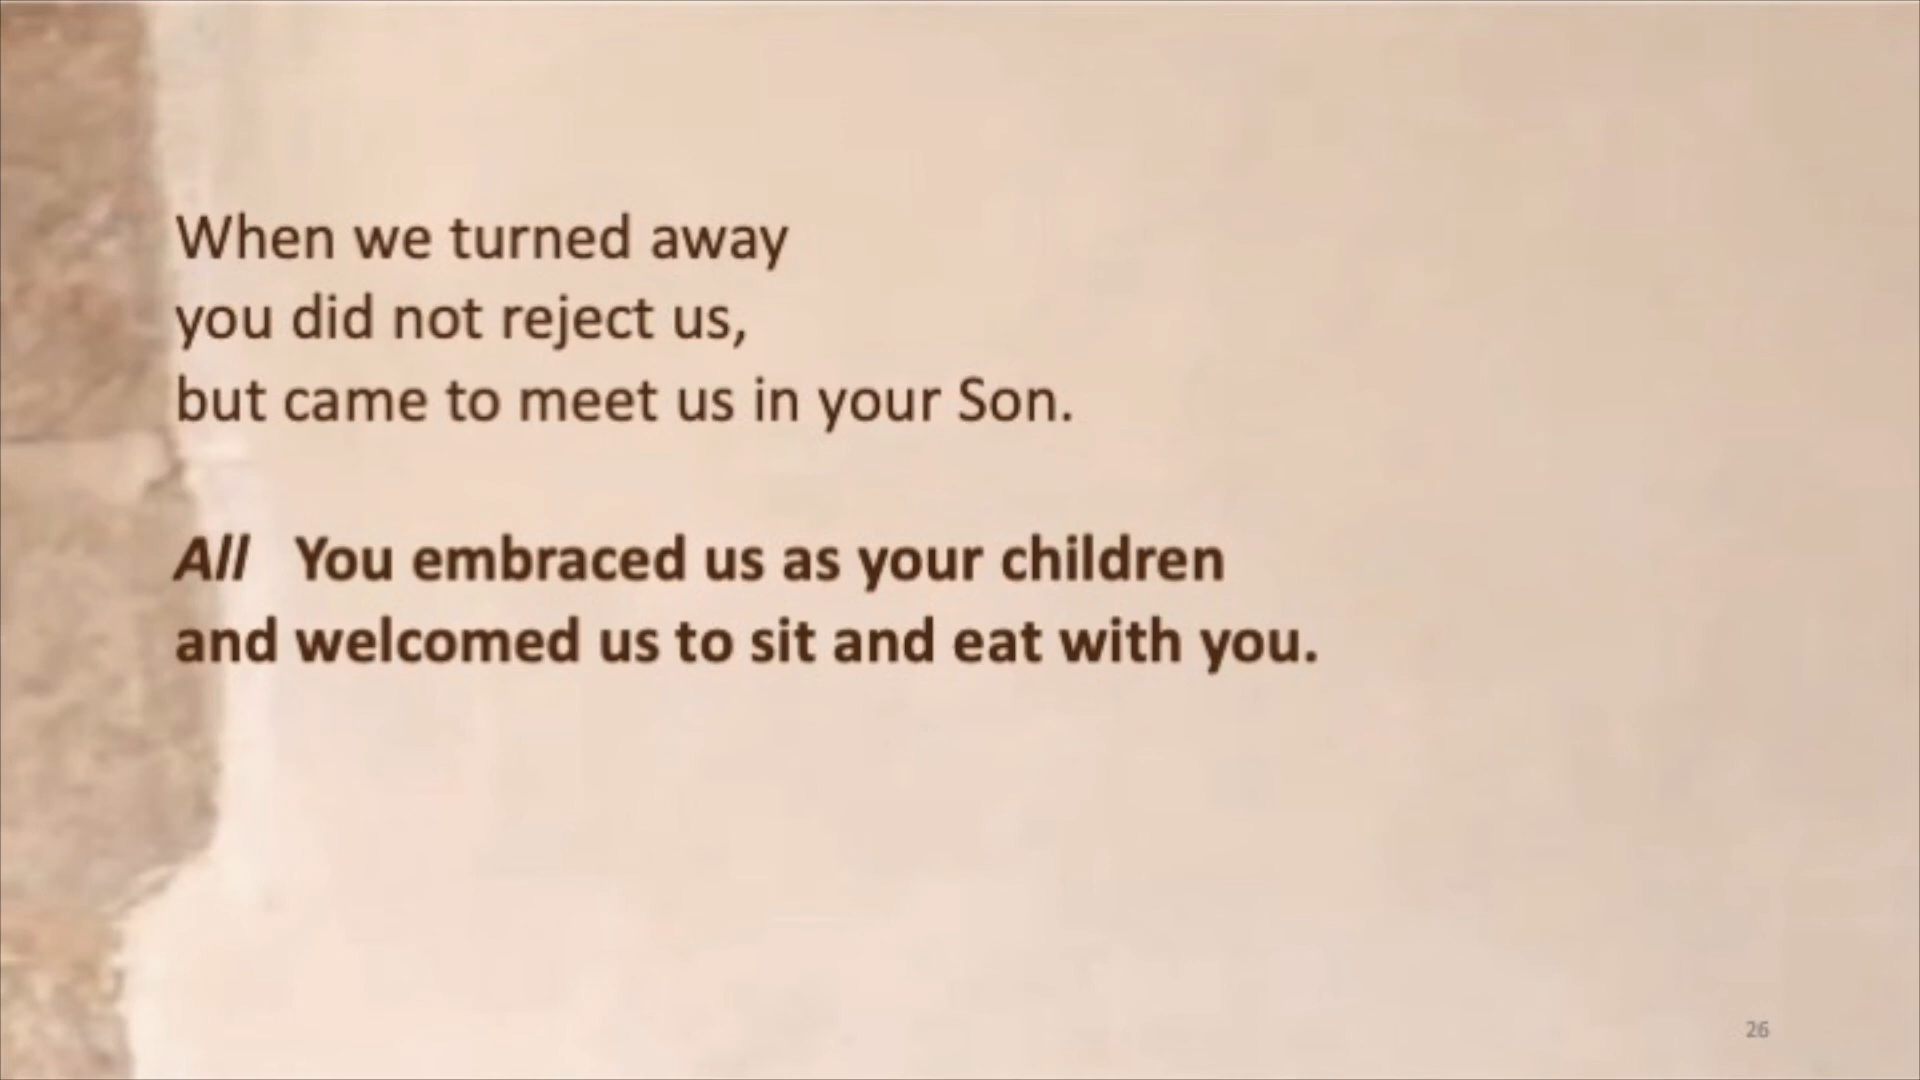 When we turned away
you did not reject us,
but came to meet us in your Son.
All You embraced us as your children
and welcomed us to sit and eat with you.
26